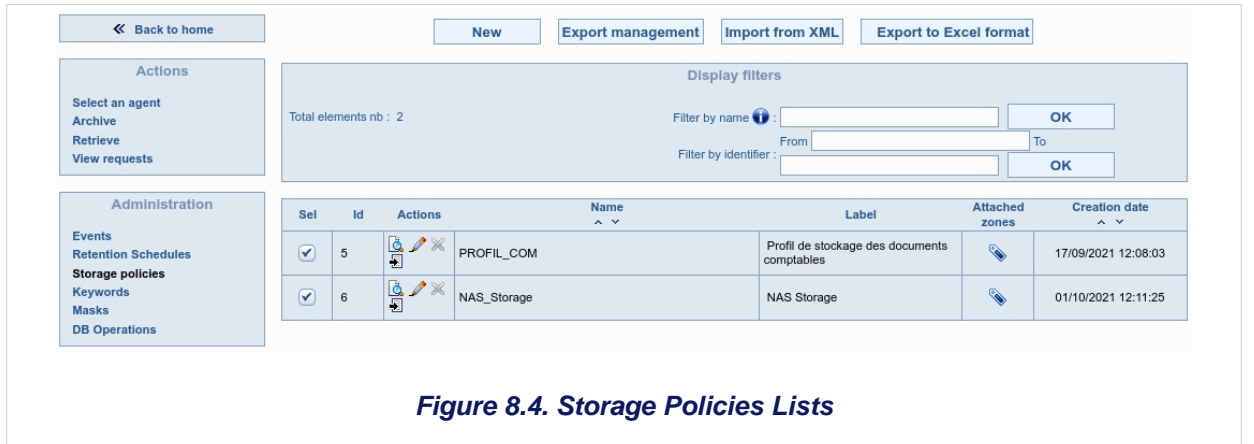 Back to home
New
Export management
Import from XML
Export to Excel format
Actions
Select an agent
Archive
Retrieve
View requests
Display filters
Total elements nb : 2
Filter by name :
OK
From
To
Filter by identifier :
OK
Administration
Events
Retention Schedules
Storage policies
Keywords
Masks
DB Operations
Sel
Id
Actions
Name
Label
Attached
zones
Creation date
5
PROFIL_COM
Profil de stockage des documents
comptables
17/09/2021 12:08:03
6
NAS_Storage
NAS Storage
01/10/2021 12:11:25
Figure 8.4. Storage Policies Lists